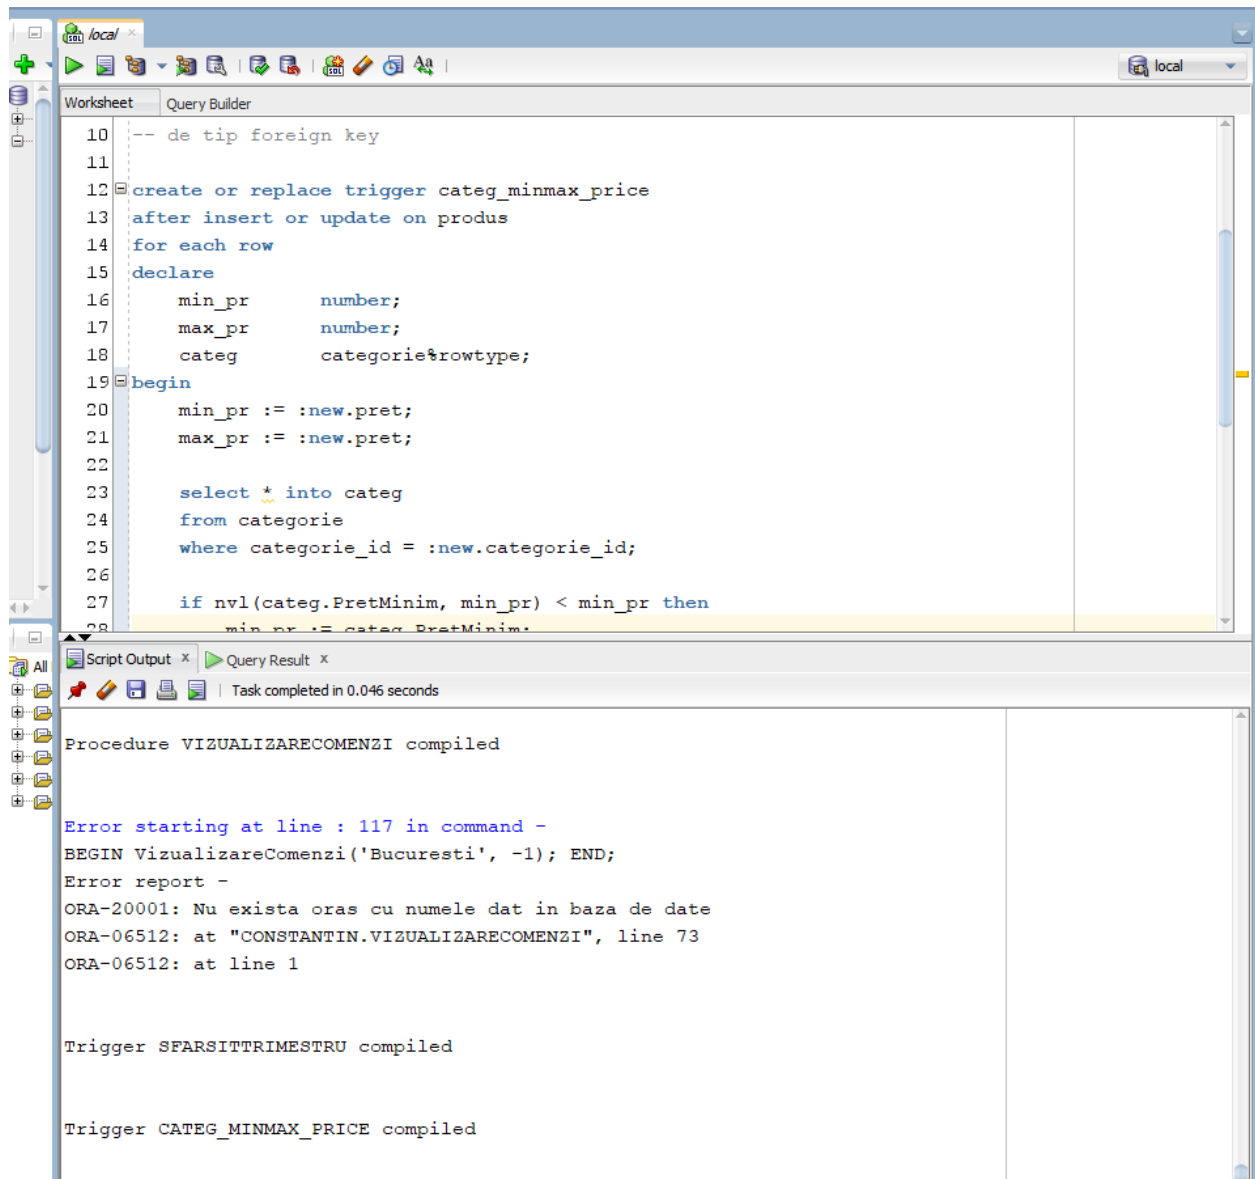 local
local
Worksheet Query Builder
10 -- de tip foreign key
11
12 create or replace trigger categ_minmax_price
13 after insert or update on produs
14 for each row
15 declare
16 min_pr number;
17 max_pr number;
18 categ categorie%rowtype;
19 begin
20 min_pr := :new.pret;
21 max_pr := :new.pret;
22
23 select * into categ
24 from categorie
25 where categorie_id = :new.categorie_id;
26
27 if nvl(categ.PretMinim, min_pr) < min_pr then
28 min_pr := categ.PretMinim;
All
Script Output x Query Result x
Task completed in 0.046 seconds
Procedure VIZUALIZARECOMENZI compiled
Error starting at line : 117 in command -
BEGIN VizualizareComenzi('Bucuresti', -1); END;
Error report -
ORA-20001: Nu exista oras cu numele dat in baza de date
ORA-06512: at "CONSTANTIN.VIZUALIZARECOMENZI", line 73
ORA-06512: at line 1
Trigger SFARSITTRIMESTRU compiled
Trigger CATEG_MINMAX_PRICE compiled